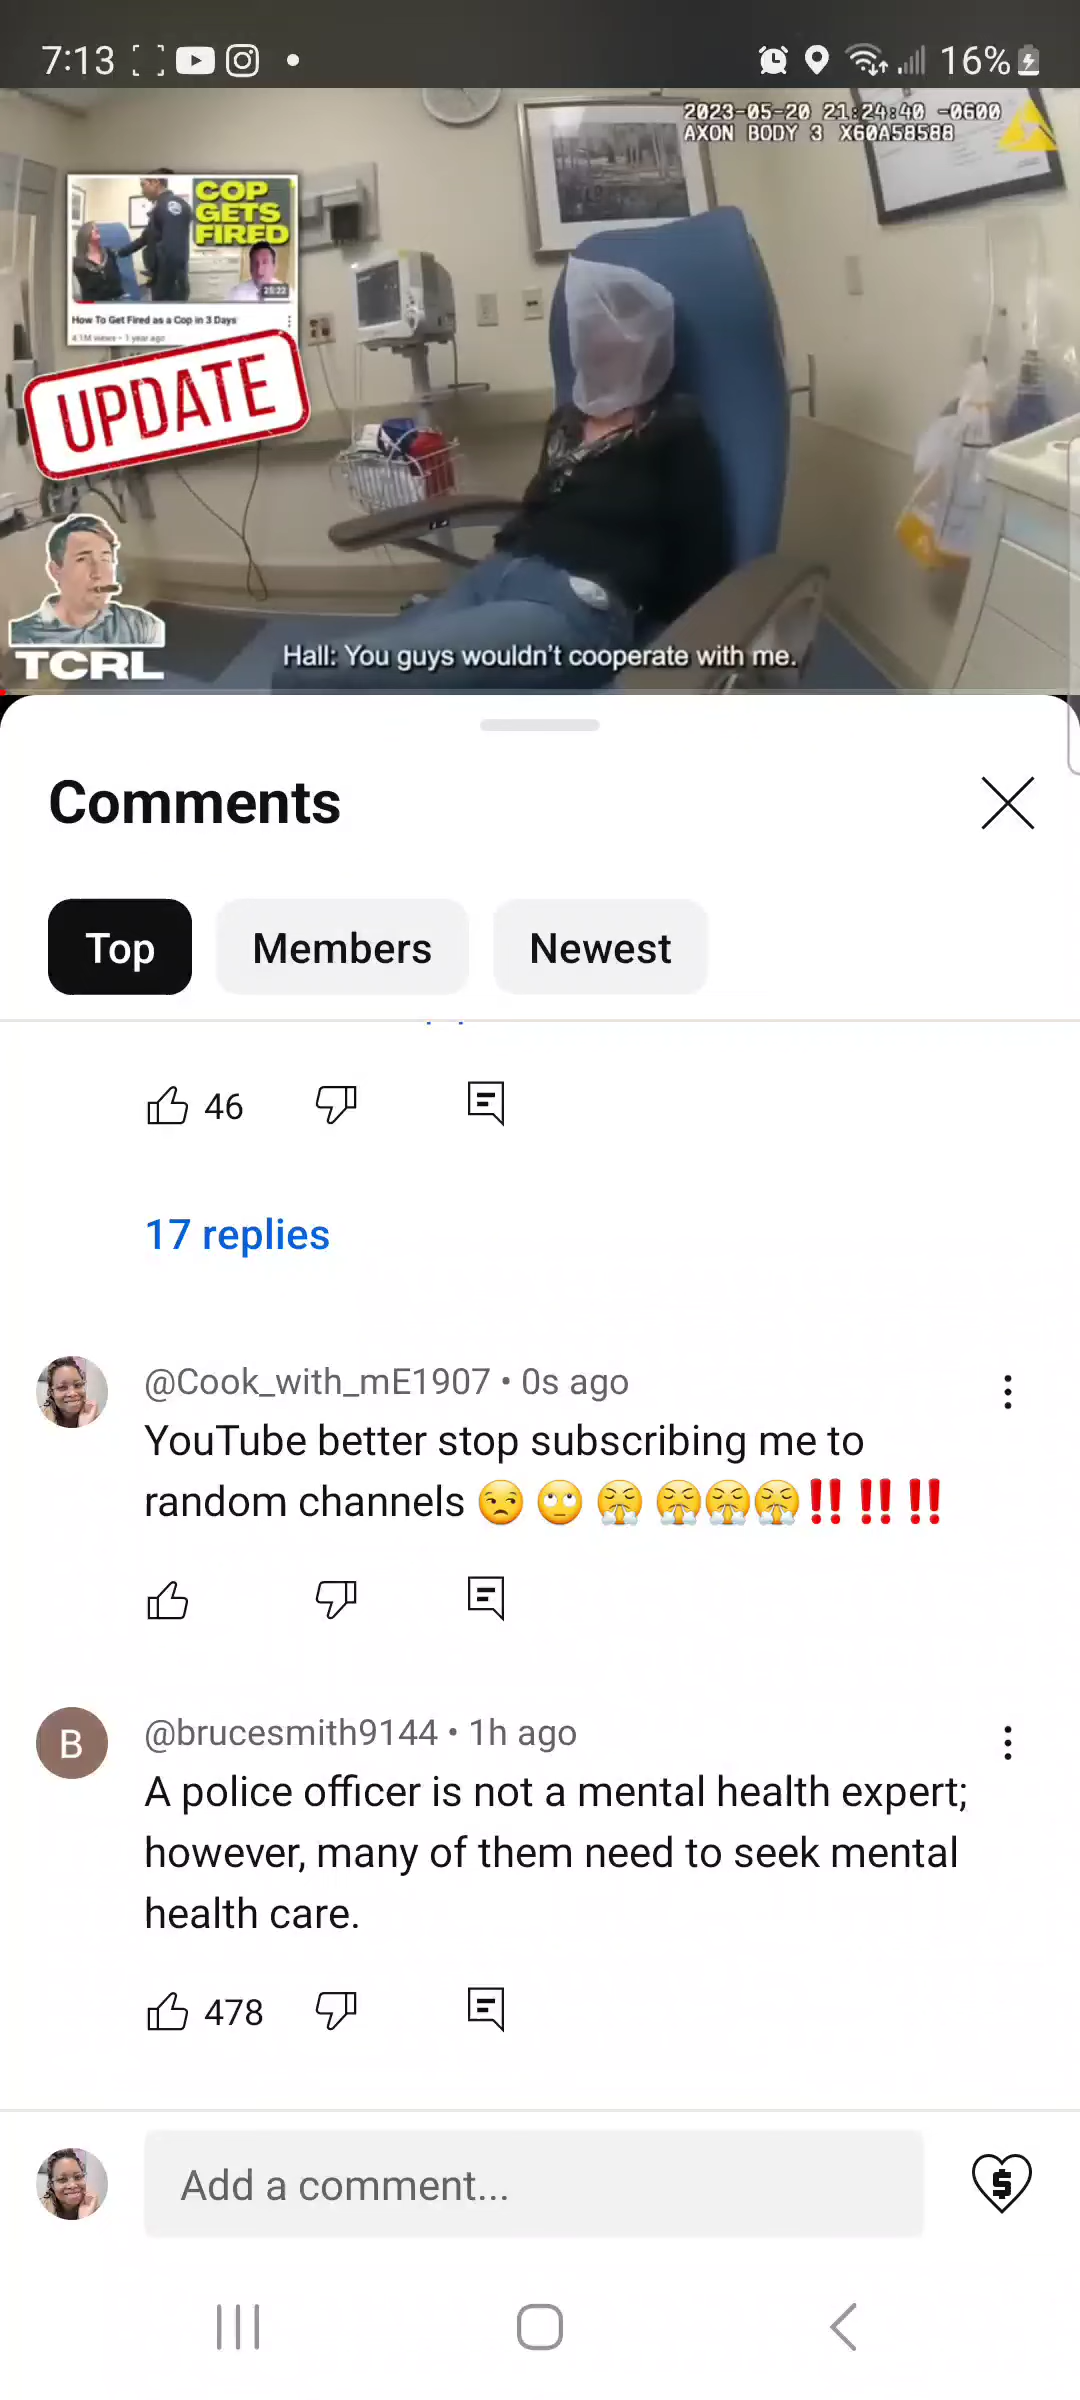 7:13
16%
2023-05-20 21:24:40 -0600
AXON BODY 3 X60A58588
COP
GETS
FIRED
25:22
How To Get Fired as a Cop in 3 Days
4.1M views • 1 year ago
UPDATE
TCRL
Hall: You guys wouldn't cooperate with me.
Comments
Top
Members
Newest
46
17 replies
@Cook_with_mE1907 • 0s ago
YouTube better stop subscribing me to
random channels 😒 🙄 😤 😤😤😤‼️ ‼️ ‼️
B
@brucesmith9144 • 1h ago
A police officer is not a mental health expert;
however, many of them need to seek mental
health care.
478
Add a comment...